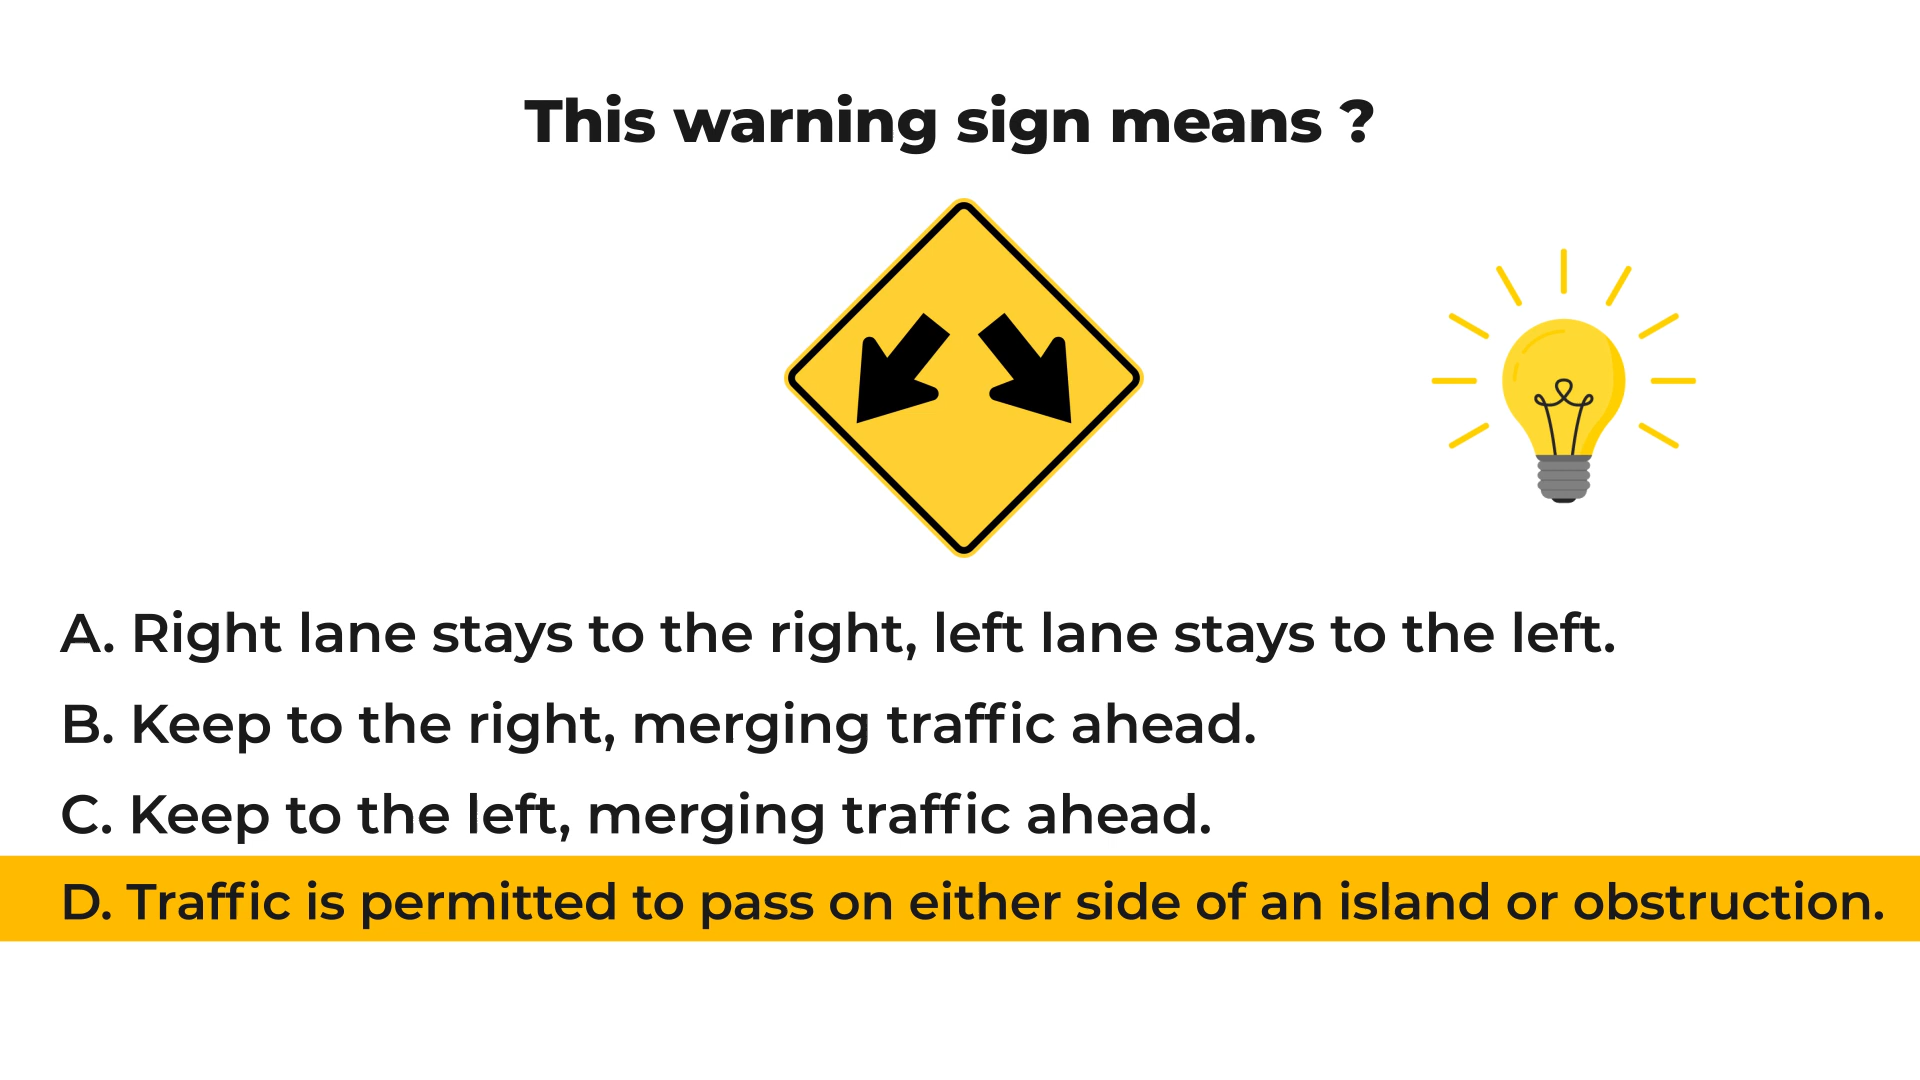 This warning sign means ?
A. Right lane stays to the right, left lane stays to the left.
B. Keep to the right, merging traffic ahead.
C. Keep to the left, merging traffic ahead.
D. Traffic is permitted to pass on either side of an island or obstruction.